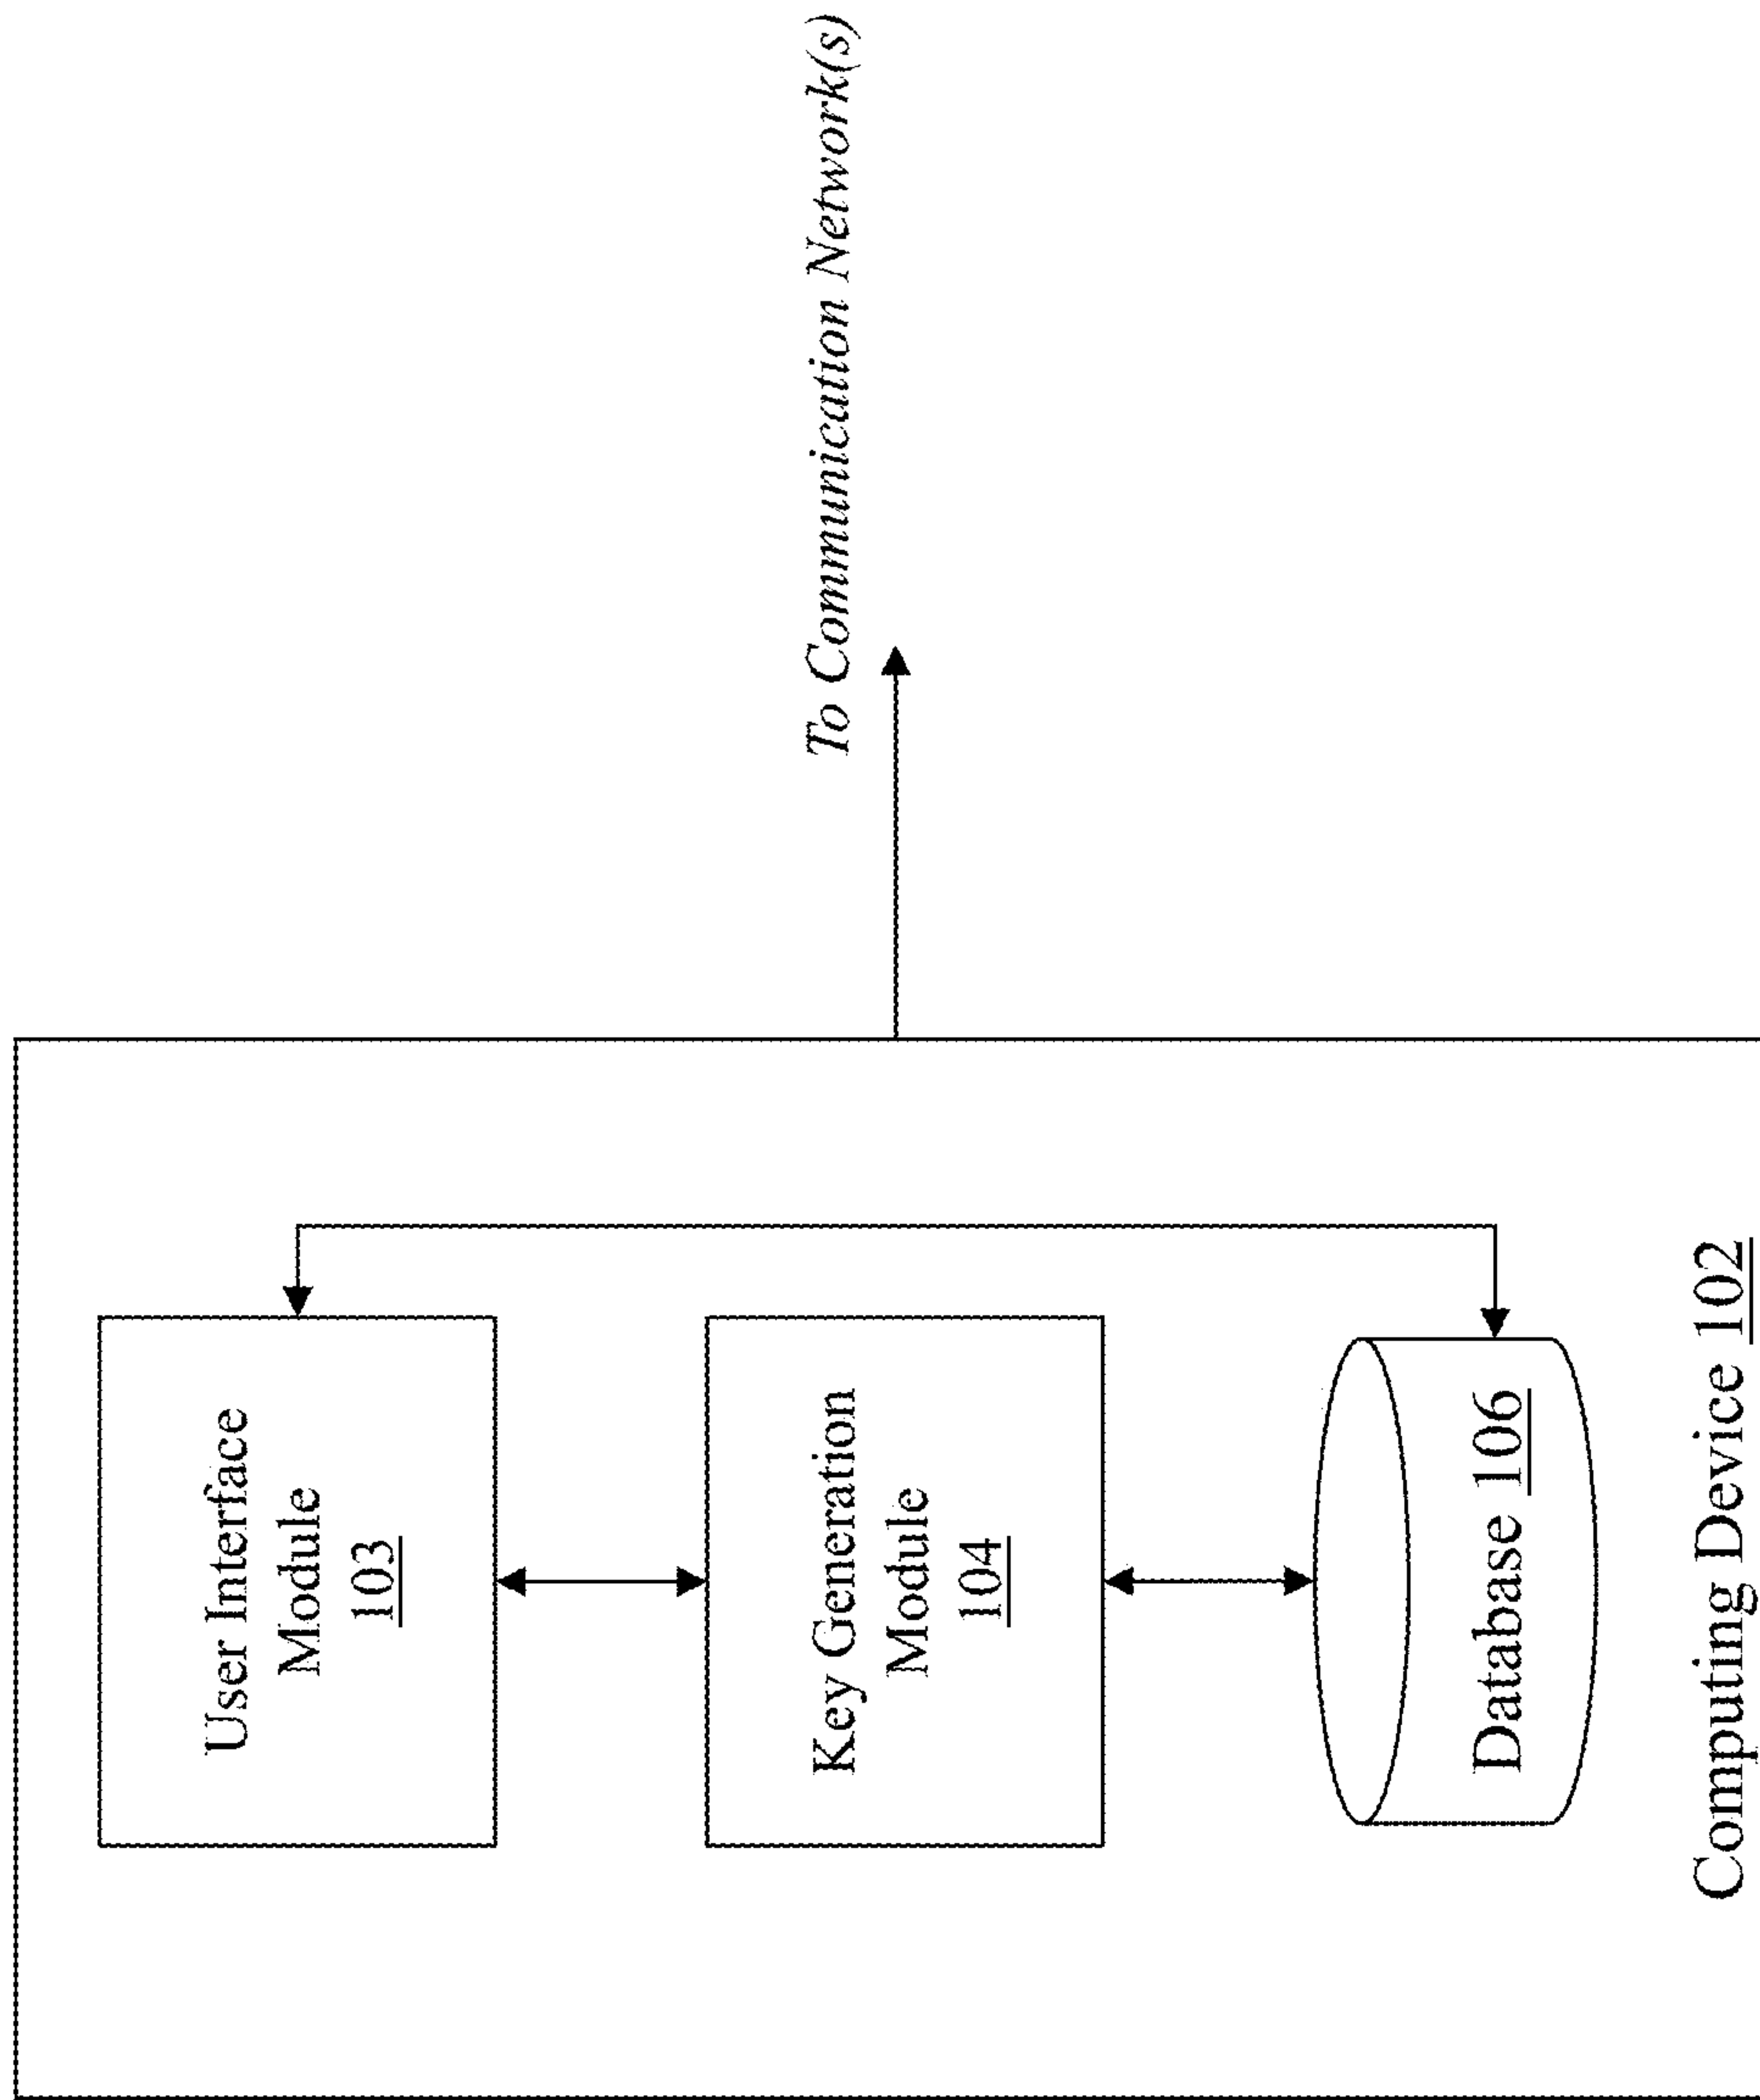 User Interface
Module
103
Key Generation
Module
104
Database 106
Computing Device 102
To Communication Network(s)